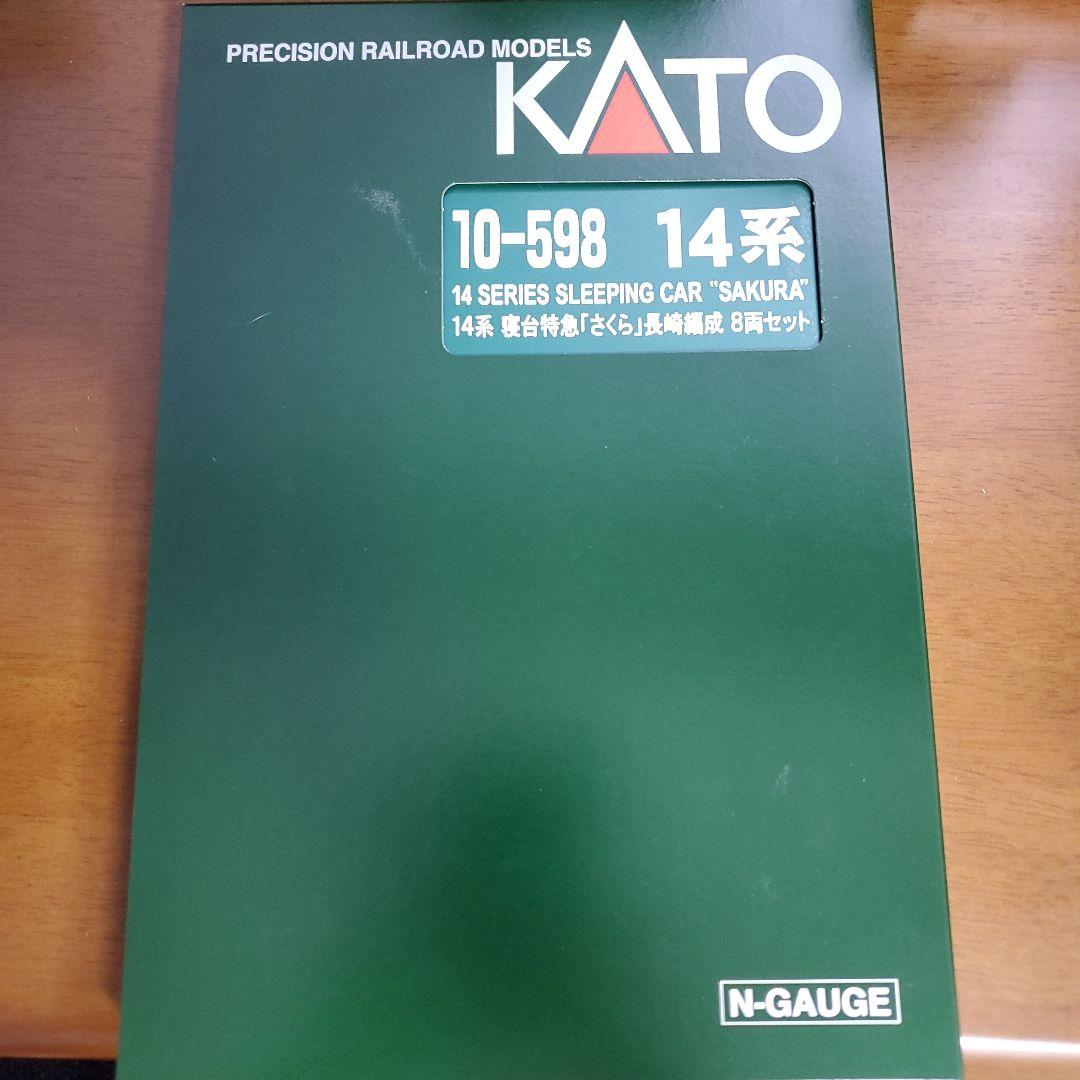 PRECISION RAILROAD MODELS
KATO
10-598 14系
14 SERIES SLEEPING CAR "SAKURA"
14系 寝台特急「さくら」長崎編成 8両セット
N-GAUGE